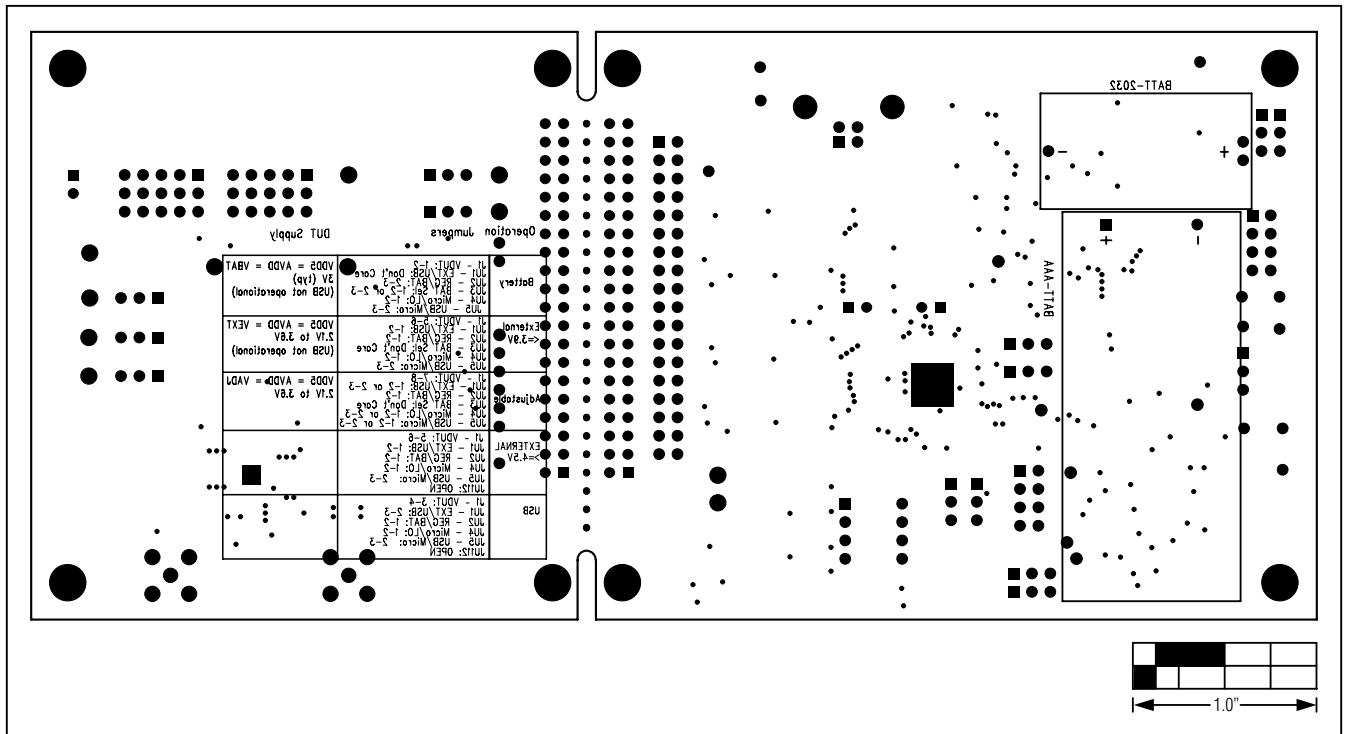 BATT-2032
- +
+ -
BATT-AAA
Operation Jumpers DUT Supply
Battery
J1 - VDUT: 1-2
JU1 - EXT/USB: Don't Care
JU2 - REG/BAT: 2-3
JU3 - BAT Sel: 1-2 or 2-3
JU4 - Micro/LO: 1-2
JU5 - USB/Micro: 2-3
VDD5 = AVDD = VBAT
3V (typ)
(USB not operational)
External
<=3.9V
J1 - VDUT: 5-6
JU1 - EXT/USB: 1-2
JU2 - REG/BAT: 1-2
JU3 - BAT Sel: Don't Care
JU4 - Micro/LO: 1-2
JU5 - USB/Micro: 2-3
VDD5 = AVDD = VEXT
2.1V to 3.6V
(USB not operational)
Adjustable
J1 - VDUT: 7-8
JU1 - EXT/USB: 1-2 or 2-3
JU2 - REG/BAT: 1-2
JU3 - BAT Sel: Don't Care
JU4 - Micro/LO: 1-2 or 2-3
JU5 - USB/Micro: 1-2 or 2-3
VDD5 = AVDD = VADJ
2.1V to 3.6V
EXTERNAL
>=4.5V
J1 - VDUT: 5-6
JU1 - EXT/USB: 1-2
JU2 - REG/BAT: 1-2
JU4 - Micro/LO: 1-2
JU5 - USB/Micro: 2-3
JU112: OPEN
USB
J1 - VDUT: 3-4
JU1 - EXT/USB: 2-3
JU2 - REG/BAT: 1-2
JU4 - Micro/LO: 1-2
JU5 - USB/Micro: 2-3
JU112: OPEN
1.0"